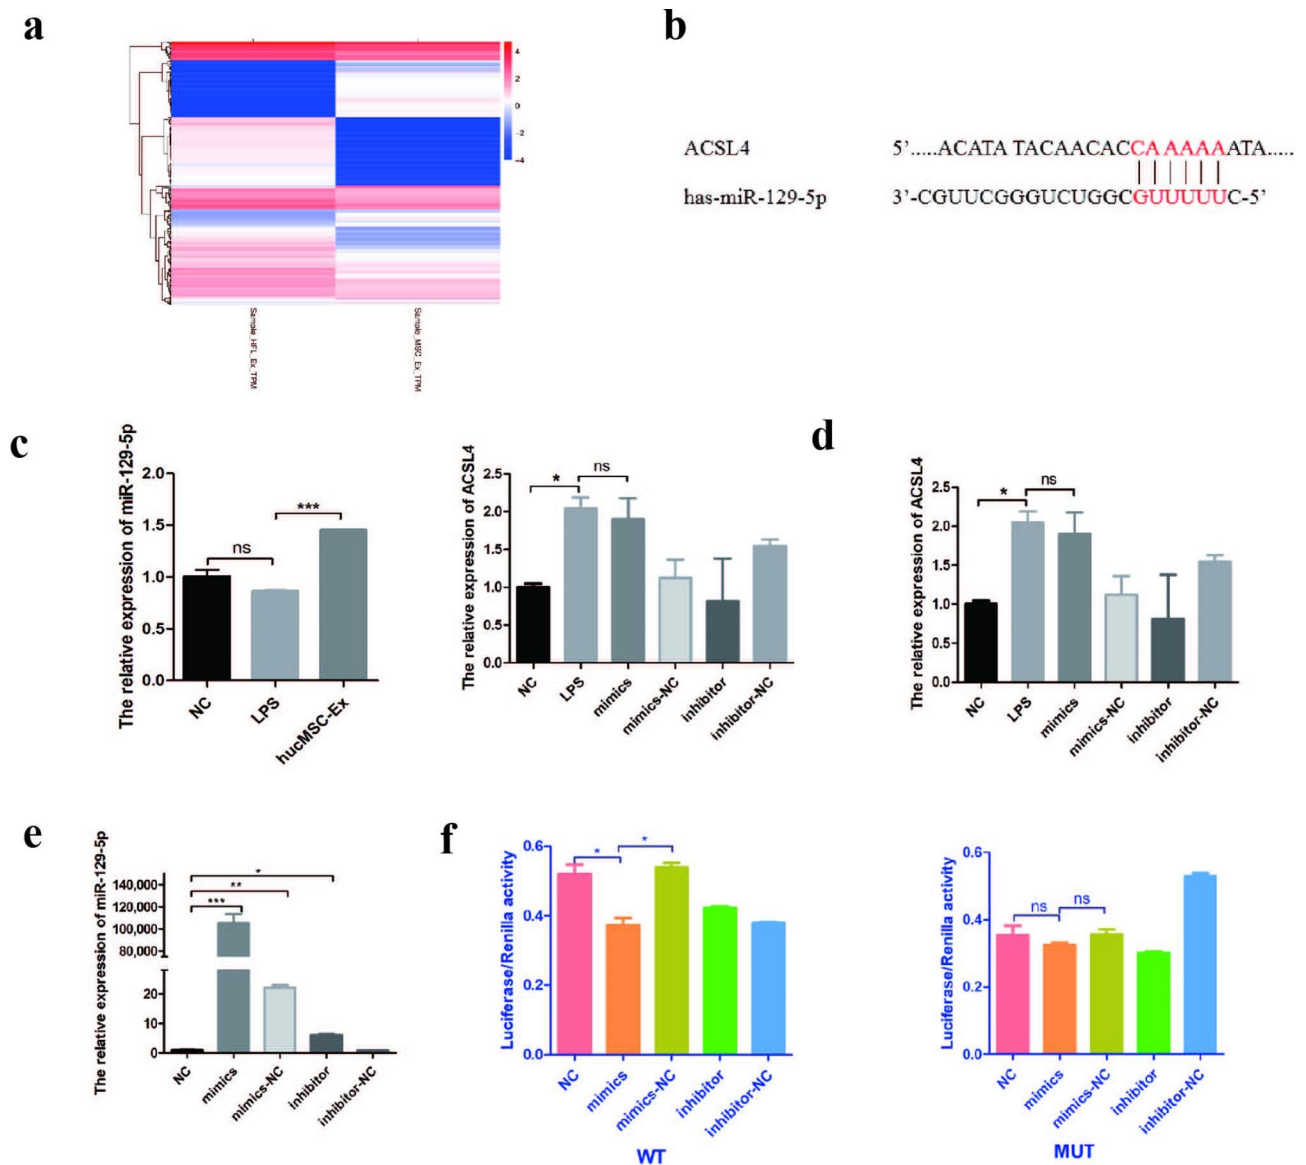 a
4
2
0
-2
-4
Sample_HFL_Ex_TPM
Sample_MSC_Ex_TPM
b
ACSL4 5’.....ACATA TACAACACCAAAAAATA.....
has-miR-129-5p 3’-CGUUCGGGUCUGGCGUUUUUC-5’
c
The relative expression of miR-129-5p
2.0
1.5
1.0
0.5
0.0
ns
***
NC
LPS
hucMSC-Ex
The relative expression of ACSL4
2.5
2.0
1.5
1.0
0.5
0.0
*
ns
NC
LPS
mimics
mimics-NC
inhibitor
inhibitor-NC
d
The relative expression of ACSL4
2.5
2.0
1.5
1.0
0.5
0.0
*
ns
NC
LPS
mimics
mimics-NC
inhibitor
inhibitor-NC
e
The relative expression of miR-129-5p
140,000
120,000
100,000
80,000
20
10
0
*
**
***
NC
mimics
mimics-NC
inhibitor
inhibitor-NC
f
Luciferase/Renilla activity
0.6
0.4
0.2
0.0
*
*
NC
mimics
mimics-NC
inhibitor
inhibitor-NC
WT
Luciferase/Renilla activity
0.6
0.4
0.2
0.0
ns
ns
NC
mimics
mimics-NC
inhibitor
inhibitor-NC
MUT